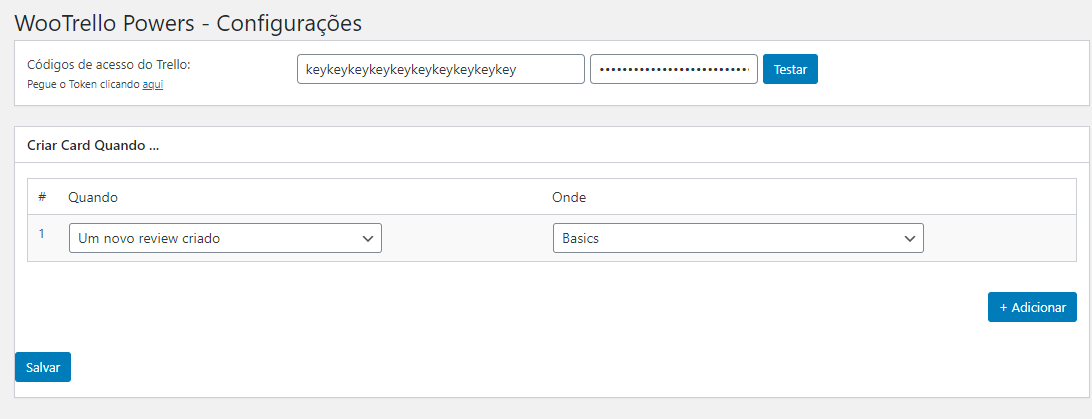 WooTrello Powers - Configurações
Códigos de acesso do Trello:
keykeykeykeykeykeykeykeykeykey
••••••••••••••••••••••••••••
Testar
Pegue o Token clicando aqui
Criar Card Quando ...
# Quando Onde
1 Um novo review criado Basics
+ Adicionar
Salvar